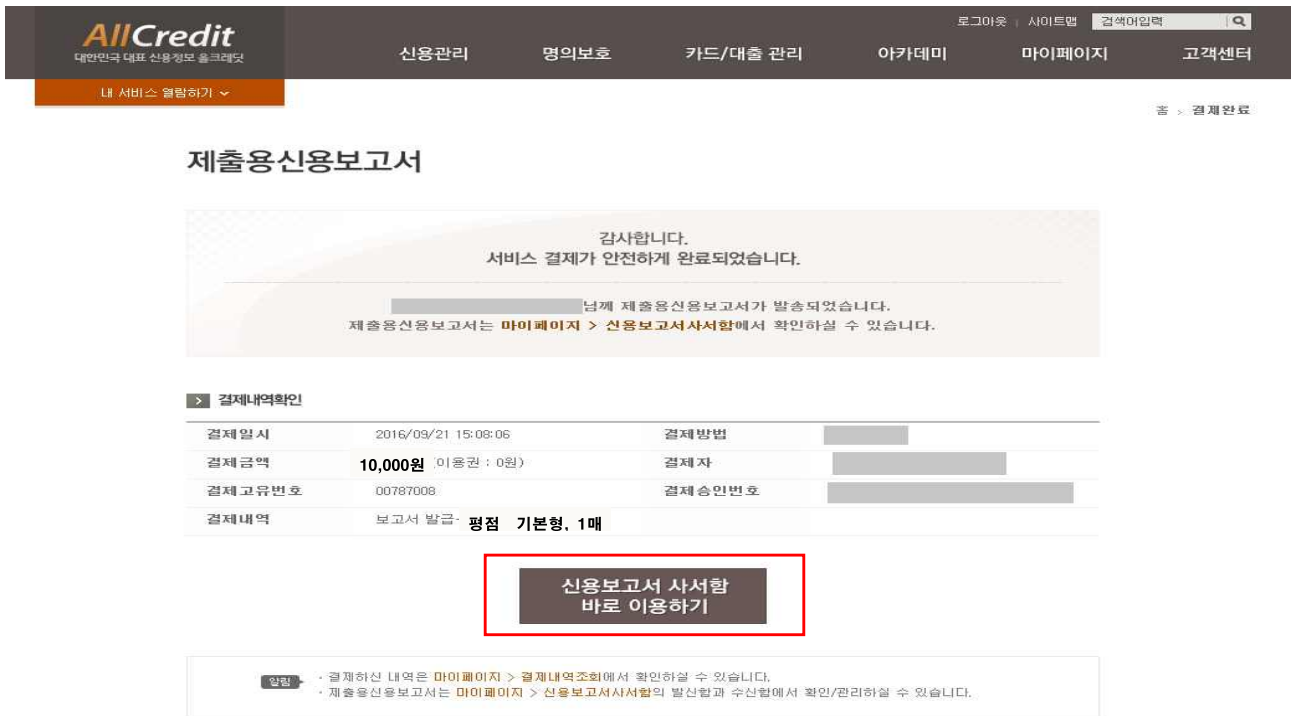 로그아웃 | 사이트맵 검색어입력
AllCredit
대한민국 대표 신용정보 올크레딧
신용관리 명의보호 카드/대출 관리 아카데미 마이페이지 고객센터
내 서비스 열람하기
홈 > 결제완료
제출용신용보고서
감사합니다.
서비스 결제가 안전하게 완료되었습니다.
님께 제출용신용보고서가 발송되었습니다.
제출용신용보고서는 마이페이지 > 신용보고서사서함에서 확인하실 수 있습니다.
결제내역확인
결제일시 2016/09/21 15:08:06 결제방법
결제금액 10,000원 (이용권 : 0원) 결제자
결제고유번호 00787008 결제승인번호
결제내역 보고서 발급- 평점 기본형, 1매
신용보고서 사서함
바로 이용하기
알림 · 결제하신 내역은 마이페이지 > 결제내역조회에서 확인하실 수 있습니다.
· 제출용신용보고서는 마이페이지 > 신용보고서사서함의 발신함과 수신함에서 확인/관리하실 수 있습니다.